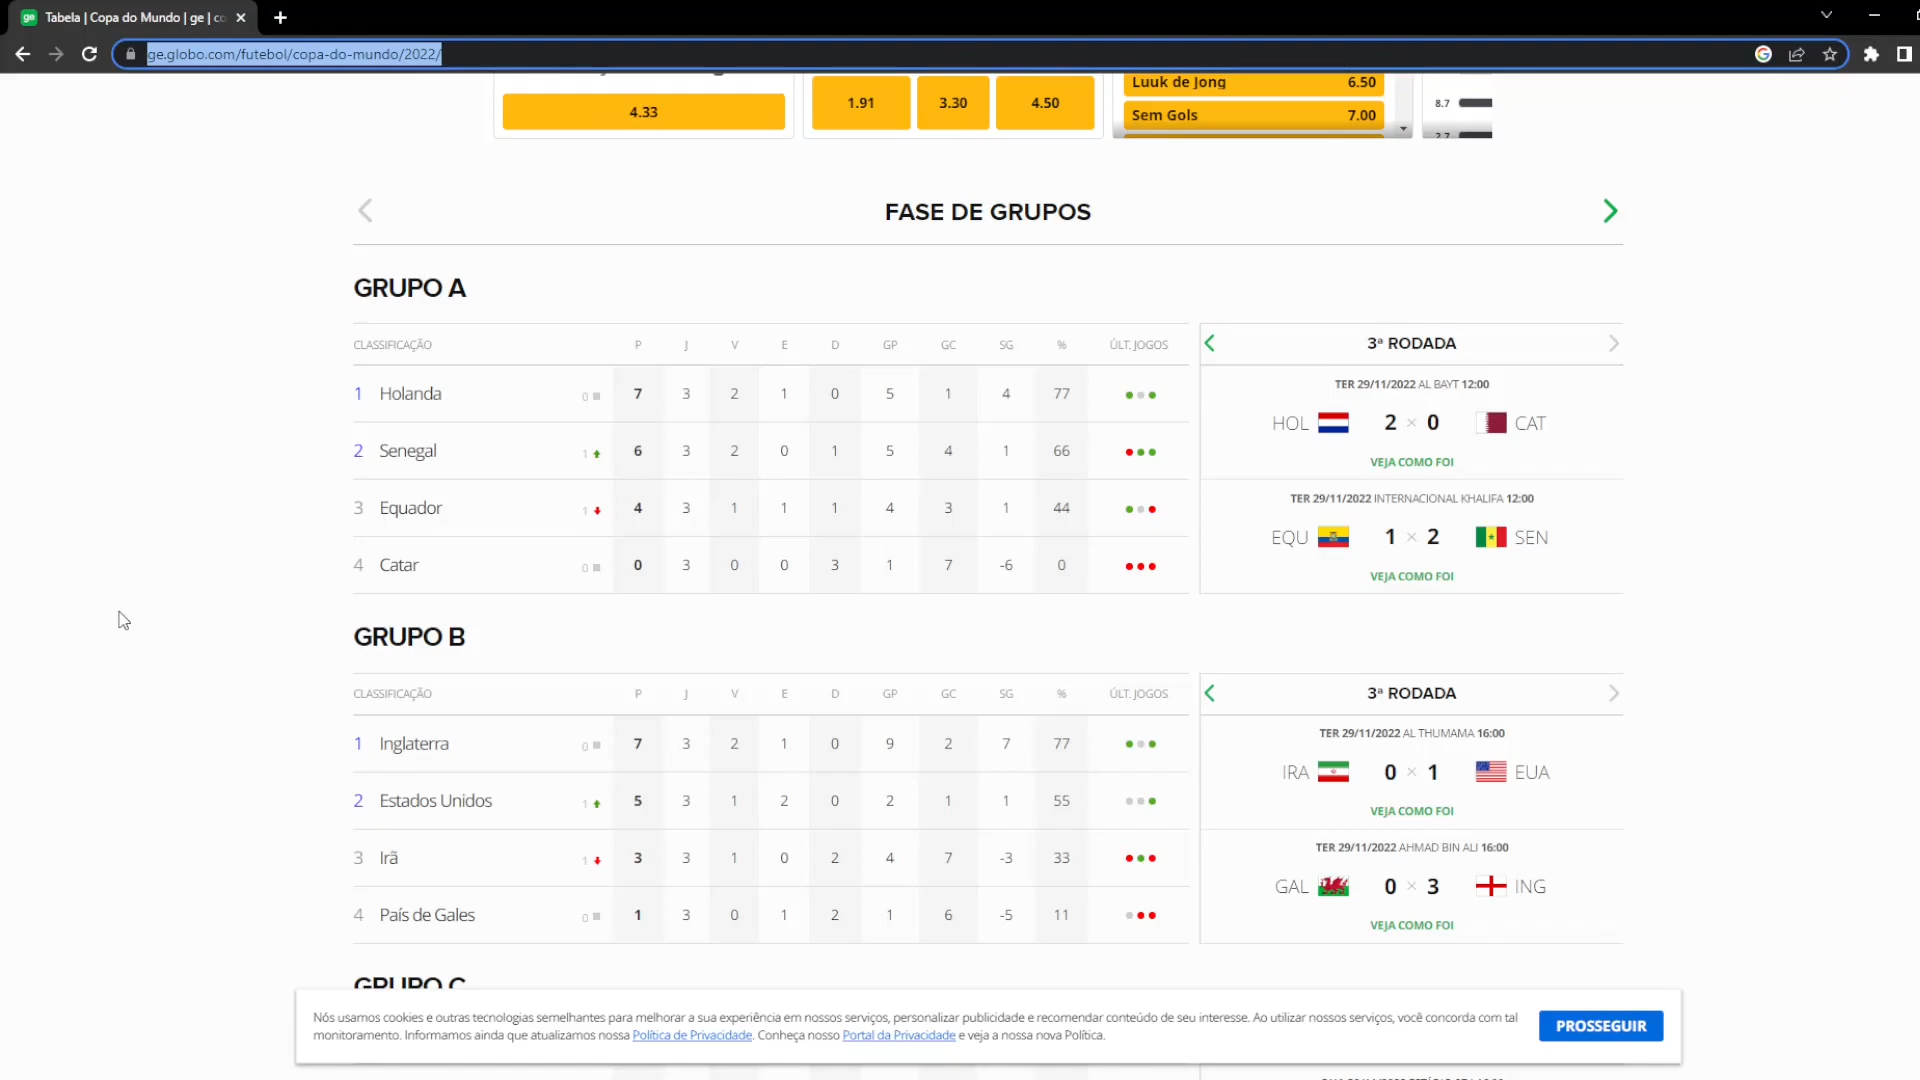 Tabela | Copa do Mundo | ge | co
ge.globo.com/futebol/copa-do-mundo/2022/
4.33
1.91 3.30 4.50
Luuk de Jong 6.50
Sem Gols 7.00
8.7
2.7
FASE DE GRUPOS
GRUPO A
CLASSIFICAÇÃO P J V E D GP GC SG % ÚLT. JOGOS
1 Holanda 0 7 3 2 1 0 5 1 4 77
2 Senegal 1 6 3 2 0 1 5 4 1 66
3 Equador 1 4 3 1 1 1 4 3 1 44
4 Catar 0 0 3 0 0 3 1 7 -6 0
3ª RODADA
TER 29/11/2022 AL BAYT 12:00
HOL 2 × 0 CAT
VEJA COMO FOI
TER 29/11/2022 INTERNACIONAL KHALIFA 12:00
EQU 1 × 2 SEN
VEJA COMO FOI
GRUPO B
CLASSIFICAÇÃO P J V E D GP GC SG % ÚLT. JOGOS
1 Inglaterra 0 7 3 2 1 0 9 2 7 77
2 Estados Unidos 1 5 3 1 2 0 2 1 1 55
3 Irã 1 3 3 1 0 2 4 7 -3 33
4 País de Gales 0 1 3 0 1 2 1 6 -5 11
3ª RODADA
TER 29/11/2022 AL THUMAMA 16:00
IRA 0 × 1 EUA
VEJA COMO FOI
TER 29/11/2022 AHMAD BIN ALI 16:00
GAL 0 × 3 ING
VEJA COMO FOI
GRUPO C
Nós usamos cookies e outras tecnologias semelhantes para melhorar a sua experiência em nossos serviços, personalizar publicidade e recomendar conteúdo de seu interesse. Ao utilizar nossos serviços, você concorda com tal
monitoramento. Informamos ainda que atualizamos nossa Política de Privacidade. Conheça nosso Portal da Privacidade e veja a nossa nova Política.
PROSSEGUIR